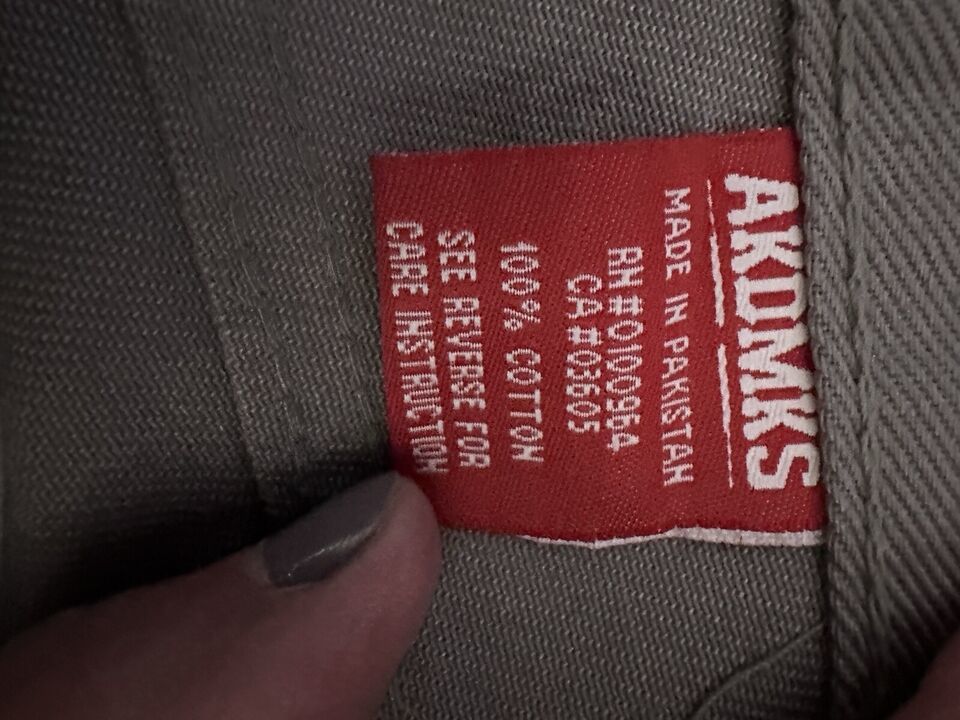 AKDMKS
MADE IN PAKISTAN
RN#0100964
CA#03605
100% COTTON
SEE REVERSE FOR
CARE INSTRUCTION